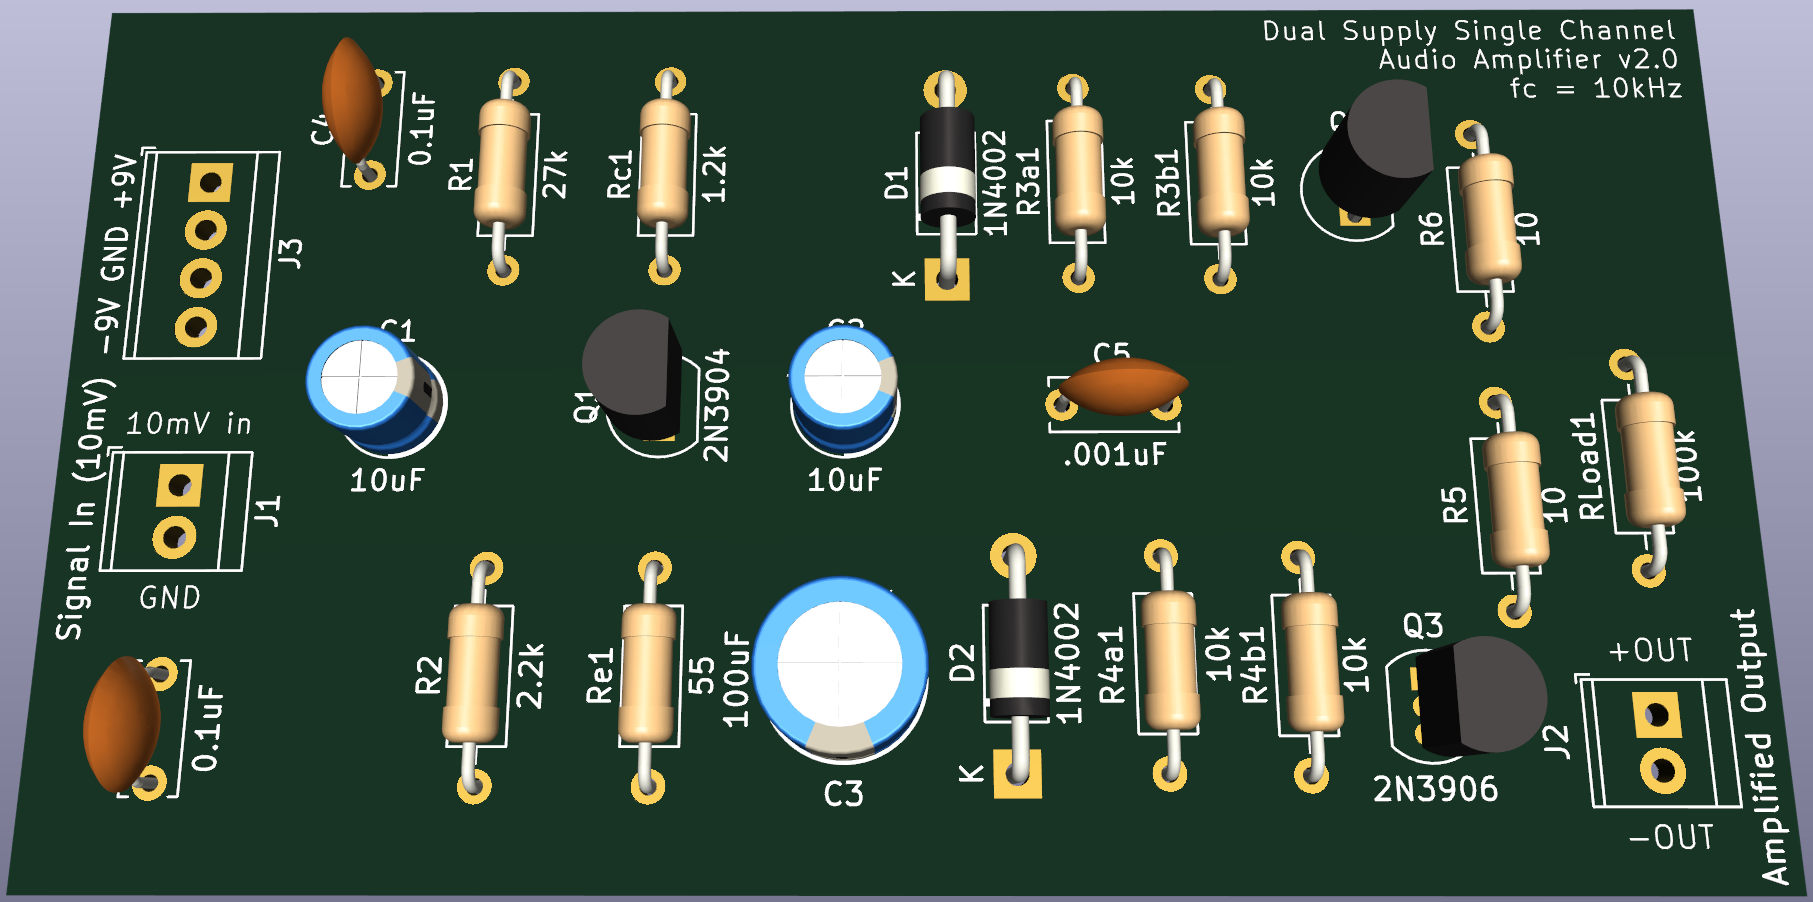 Dual Supply Single Channel
Audio Amplifier v2.0
fc = 10kHz
C4
0.1uF
R1
27k
Rc1
1.2k
D1
1N4002
K
R3a1
10k
R3b1
10k
R6
10
-9V GND +9V
J3
C1
10uF
Q1
2N3904
10uF
C5
.001uF
R5
10
RLoad1
100k
Signal In (10mV)
10mV in
J1
GND
0.1uF
R2
2.2k
Re1
55
100uF
C3
D2
1N4002
K
R4a1
10k
R4b1
10k
Q3
2N3906
J2
+OUT
-OUT
Amplified Output